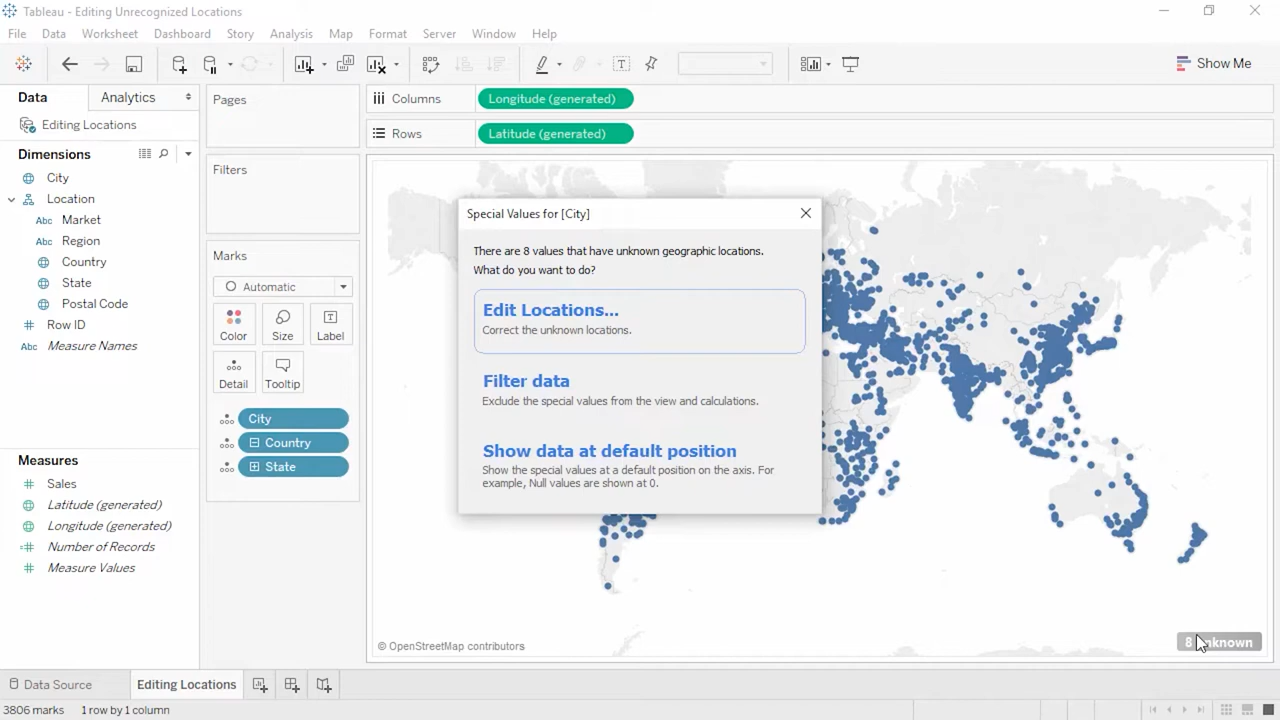 Tableau - Editing Unrecognized Locations
File Data Worksheet Dashboard Story Analysis Map Format Server Window Help
Show Me
Data Analytics
Editing Locations
Dimensions
City
Location
Abc Market
Abc Region
Country
State
Postal Code
Row ID
Abc Measure Names
Measures
Sales
Latitude (generated)
Longitude (generated)
Number of Records
Measure Values
Pages
Filters
Marks
Automatic
Color Size Label
Detail Tooltip
City
Country
State
Columns Longitude (generated)
Rows Latitude (generated)
Special Values for [City]
There are 8 values that have unknown geographic locations.
What do you want to do?
Edit Locations...
Correct the unknown locations.
Filter data
Exclude the special values from the view and calculations.
Show data at default position
Show the special values at a default position on the axis. For
example, Null values are shown at 0.
© OpenStreetMap contributors
8 unknown
Data Source Editing Locations
3806 marks 1 row by 1 column